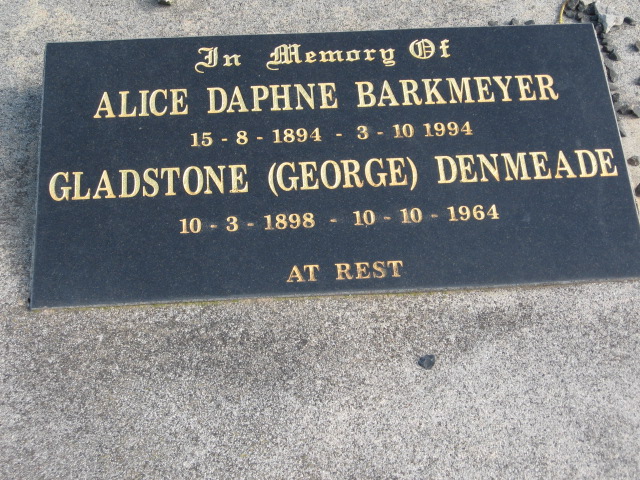 In Memory Of
ALICE DAPHNE BARKMEYER
15 - 8 - 1894 - 3 - 10 1994
GLADSTONE (GEORGE) DENMEADE
10 - 3 - 1898 - 10 - 10 - 1964
AT REST